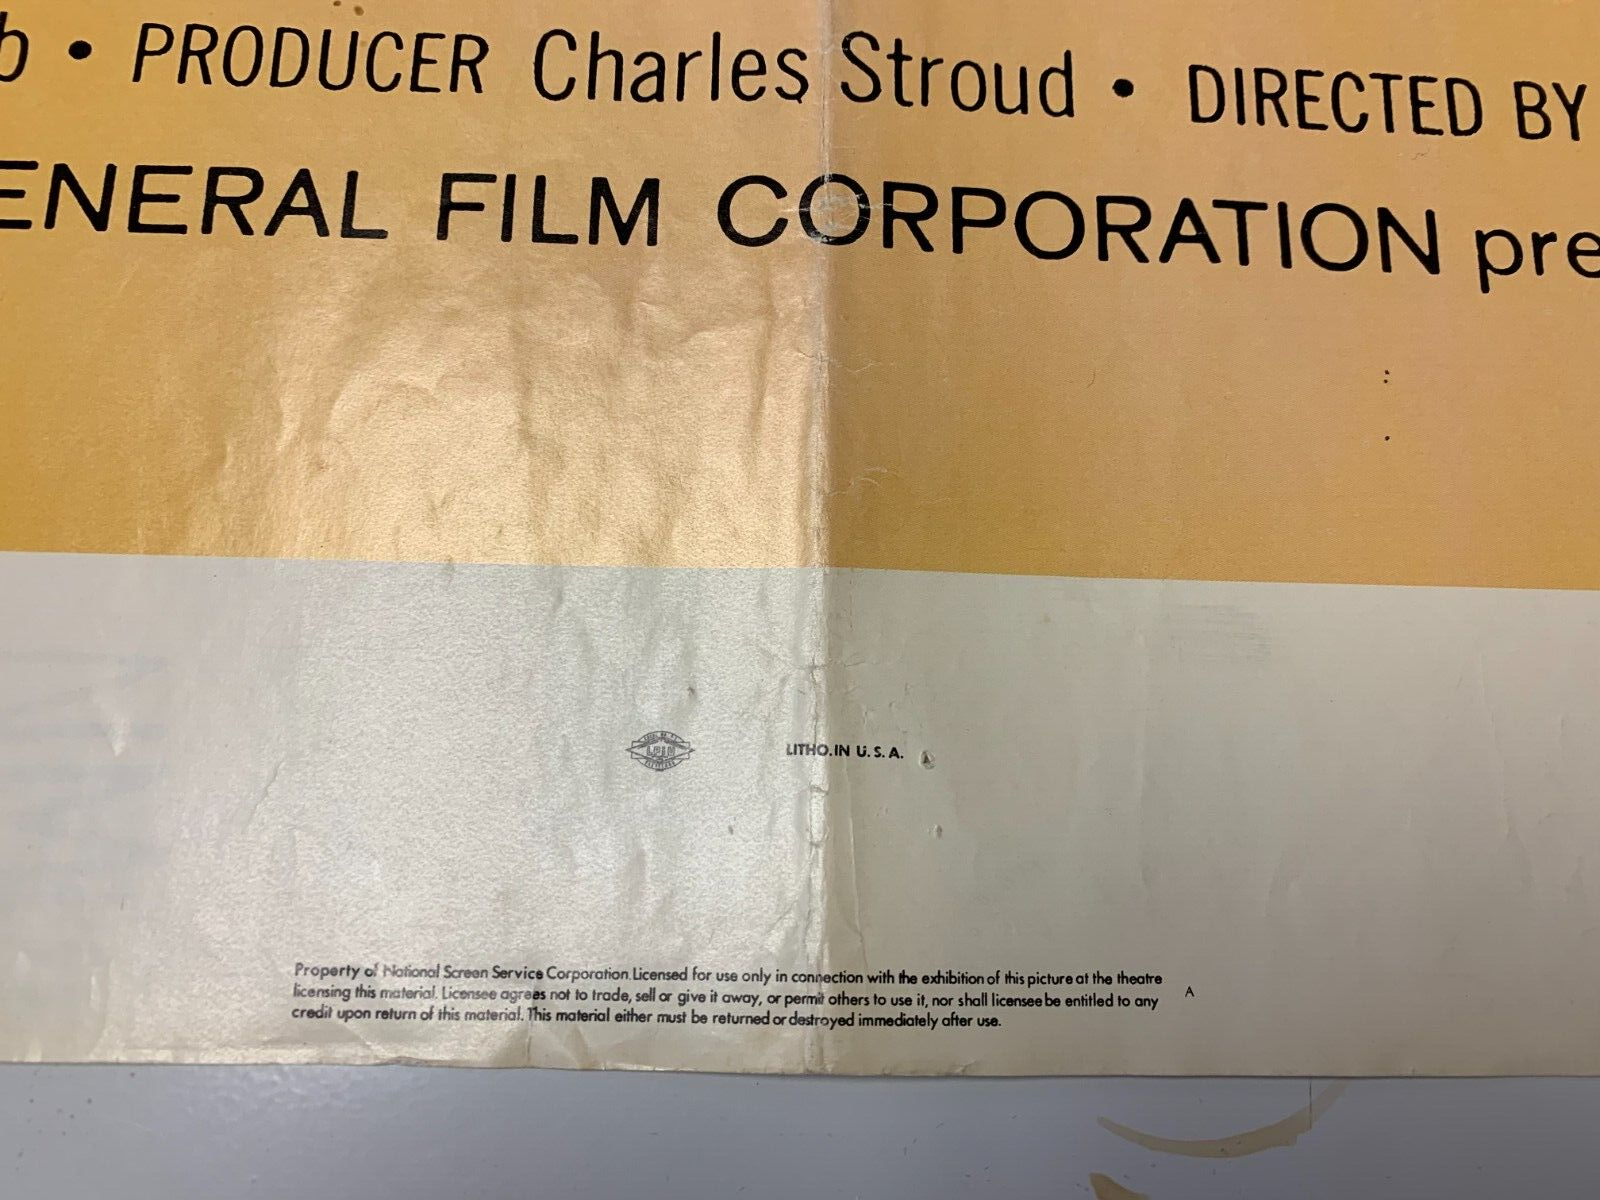 b • PRODUCER Charles Stroud • DIRECTED BY
ENERAL FILM CORPORATION pre
LITHO. IN U. S. A.
Property of National Screen Service Corporation. Licensed for use only in connection with the exhibition of this picture at the theatre
licensing this material. Licensee agrees not to trade, sell or give it away, or permit others to use it, nor shall licensee be entitled to any
credit upon return of this material. This material either must be returned or destroyed immediately after use.
A